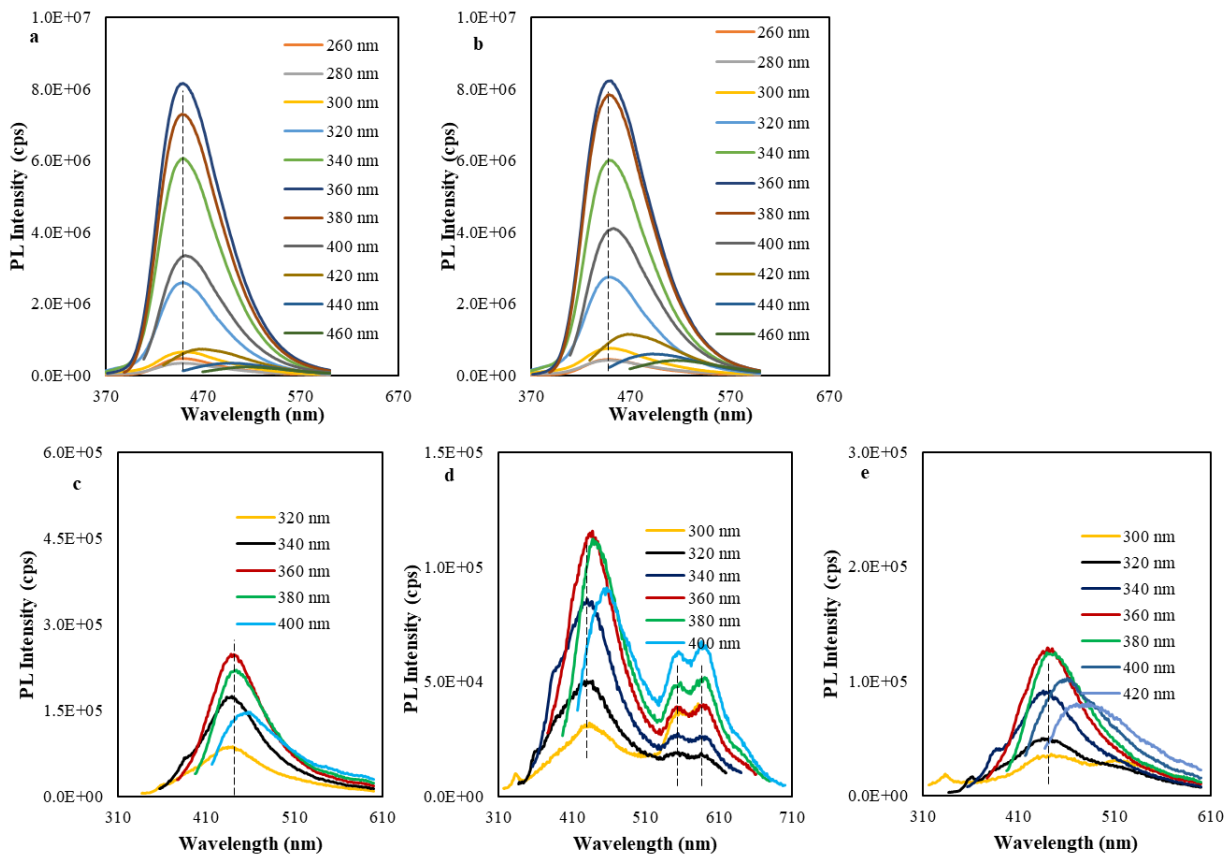 a
PL Intensity (cps)
1.0E+07
8.0E+06
6.0E+06
4.0E+06
2.0E+06
0.0E+00
370
470
570
670
Wavelength (nm)
260 nm
280 nm
300 nm
320 nm
340 nm
360 nm
380 nm
400 nm
420 nm
440 nm
460 nm
b
PL Intensity (cps)
1.0E+07
8.0E+06
6.0E+06
4.0E+06
2.0E+06
0.0E+00
370
470
570
670
Wavelength (nm)
260 nm
280 nm
300 nm
320 nm
340 nm
360 nm
380 nm
400 nm
420 nm
440 nm
460 nm
c
PL Intensity (cps)
6.0E+05
4.5E+05
3.0E+05
1.5E+05
0.0E+00
310
410
510
610
Wavelength (nm)
320 nm
340 nm
360 nm
380 nm
400 nm
d
PL Intensity (cps)
1.5E+05
1.0E+05
5.0E+04
0.0E+00
310
410
510
610
710
Wavelength (nm)
300 nm
320 nm
340 nm
360 nm
380 nm
400 nm
e
PL Intensity (cps)
3.0E+05
2.0E+05
1.0E+05
0.0E+00
310
410
510
610
Wavelength (nm)
300 nm
320 nm
340 nm
360 nm
380 nm
400 nm
420 nm